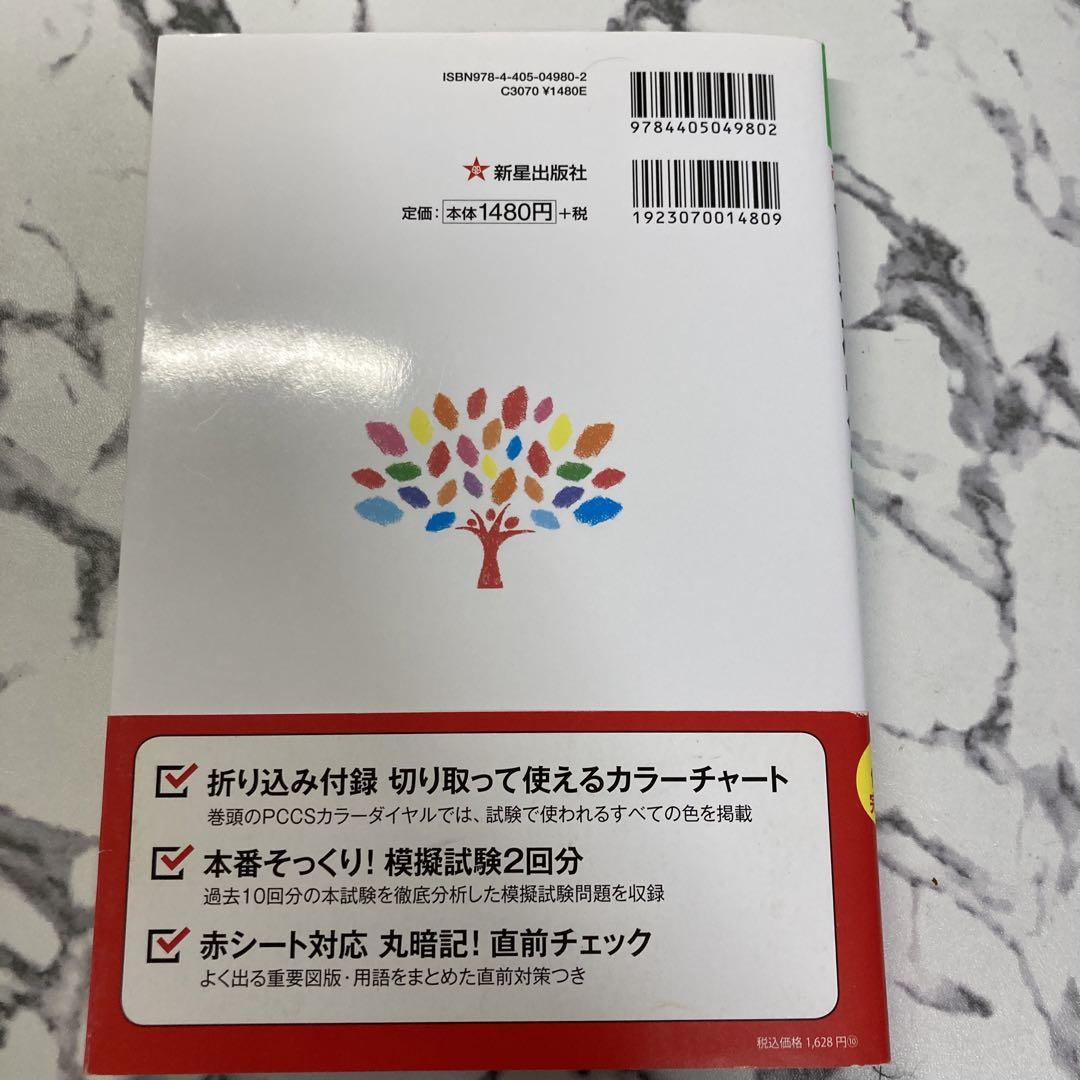 ISBN978-4-405-04980-2
C3070 ¥1480E
9784405049802
新星出版社
定価：本体1480円+税
1923070014809
折り込み付録 切り取って使えるカラーチャート
巻頭のPCCSカラーダイヤルでは、試験で使われるすべての色を掲載
本番そっくり! 模擬試験2回分
過去10回分の本試験を徹底分析した模擬試験問題を収録
赤シート対応 丸暗記! 直前チェック
よく出る重要図版・用語をまとめた直前対策つき
税込価格 1,628円⑩